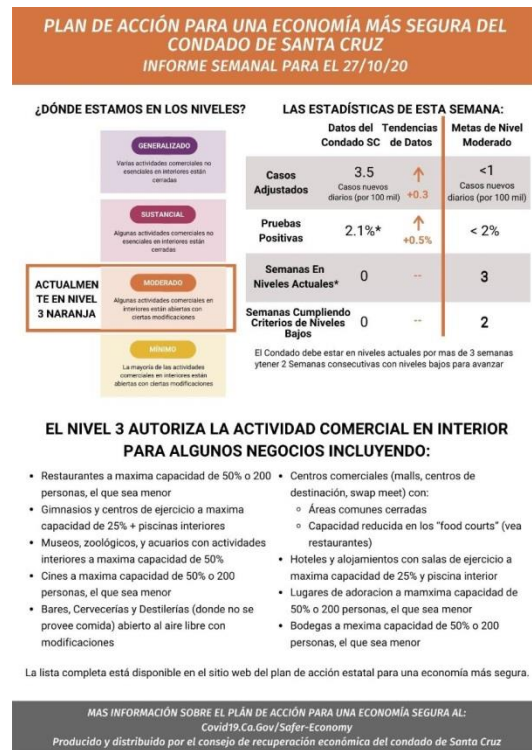 PLAN DE ACCIÓN PARA UNA ECONOMÍA MÁS SEGURA DEL
CONDADO DE SANTA CRUZ
INFORME SEMANAL PARA EL 27/10/20
¿DÓNDE ESTAMOS EN LOS NIVELES?
GENERALIZADO
Varias actividades comerciales no
esenciales en interiores están
cerradas
SUSTANCIAL
Algunas actividades comerciales no
esenciales en interiores están
cerradas
ACTUALMEN
TE EN NIVEL
3 NARANJA
MODERADO
Algunas actividades comerciales en
interiores están abiertas con
ciertas modificaciones
MÍNIMO
La mayoría de las actividades
comerciales en interiores están
abiertas con ciertas modificaciones
LAS ESTADÍSTICAS DE ESTA SEMANA:
Datos del
Condado SC
Tendencias
de Datos
Metas de Nivel
Moderado
Casos
Adjustados
3.5
Casos nuevos
diarios (por 100 mil)
↑
+0.3
<1
Casos nuevos
diarios (por 100 mil)
Pruebas
Positivas
2.1%*
↑
+0.5%
< 2%
Semanas En
Niveles Actuales*
0
--
3
Semanas Cumpliendo
Criterios de Niveles
Bajos
0
--
2
El Condado debe estar en niveles actuales por mas de 3 semanas
ytener 2 Semanas consecutivas con niveles bajos para avanzar
EL NIVEL 3 AUTORIZA LA ACTIVIDAD COMERCIAL EN INTERIOR
PARA ALGUNOS NEGOCIOS INCLUYENDO:
• Restaurantes a maxima capacidad de 50% o 200
personas, el que sea menor
• Gimnasios y centros de ejercicio a maxima
capacidad de 25% + piscinas interiores
• Museos, zoológicos, y acuarios con actividades
interiores a maxima capacidad de 50%
• Cines a maxima capacidad de 50% o 200
personas, el que sea menor
• Bares, Cervecerías y Destilerías (donde no se
provee comida) abierto al aire libre con
modificaciones
• Centros comerciales (malls, centros de
destinación, swap meet) con:
◦ Áreas comunes cerradas
◦ Capacidad reducida en los "food courts" (vea
restaurantes)
• Hoteles y alojamientos con salas de ejercicio a
maxima capacidad de 25% y piscina interior
• Lugares de adoracion a mamxima capacidad de
50% o 200 personas, el que sea menor
• Bodegas a mexima capacidad de 50% o 200
personas, el que sea menor
La lista completa está disponible en el sitio web del plan de acción estatal para una economía más segura.
MAS INFORMACIÓN SOBRE EL PLÁN DE ACCIÓN PARA UNA ECONOMÍA SEGURA AL:
Covid19.Ca.Gov/Safer-Economy
Producido y distribuido por el consejo de recuperación económica del condado de Santa Cruz